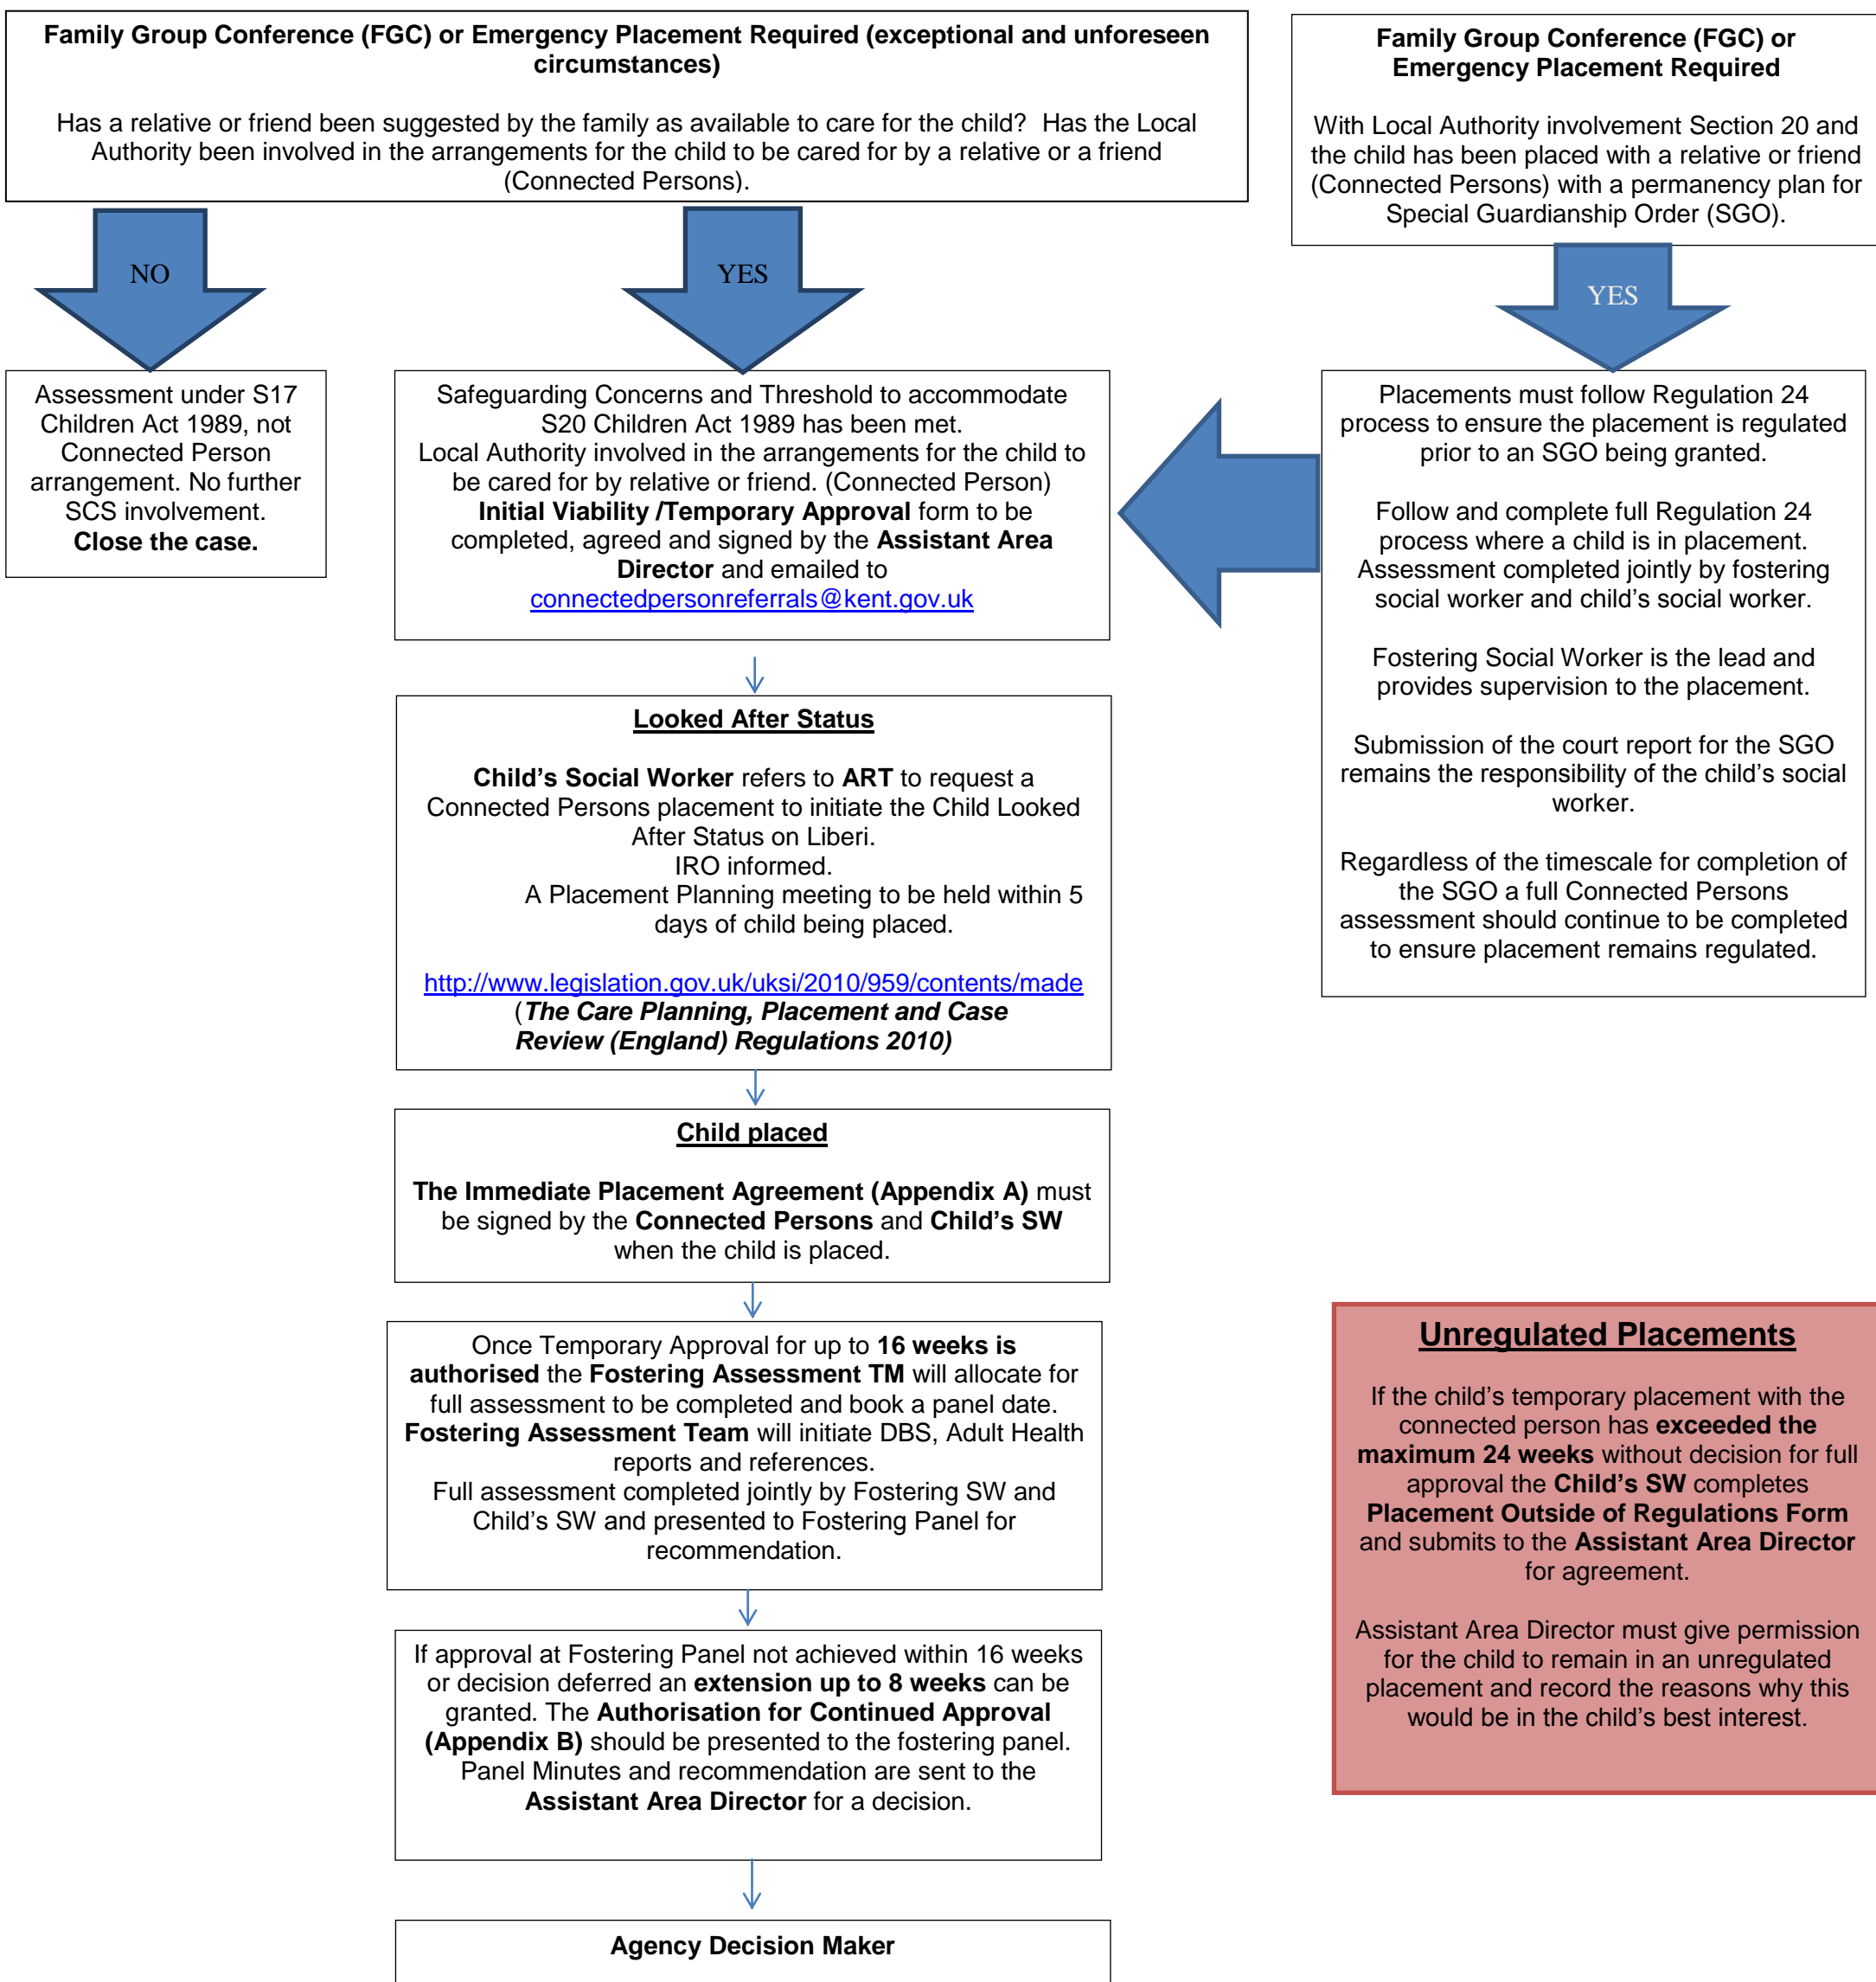 Family Group Conference (FGC) or Emergency Placement Required (exceptional and unforeseen
circumstances)
Has a relative or friend been suggested by the family as available to care for the child?  Has the Local
Authority been involved in the arrangements for the child to be cared for by a relative or a friend
(Connected Persons).
Family Group Conference (FGC) or
Emergency Placement Required
With Local Authority involvement Section 20 and
the child has been placed with a relative or friend
(Connected Persons) with a permanency plan for
Special Guardianship Order (SGO).
NO
YES
YES
Assessment under S17
Children Act 1989, not
Connected Person
arrangement. No further
SCS involvement.
Close the case.
Safeguarding Concerns and Threshold to accommodate
S20 Children Act 1989 has been met.
Local Authority involved in the arrangements for the child to
be cared for by relative or friend. (Connected Person)
Initial Viability /Temporary Approval form to be
completed, agreed and signed by the Assistant Area
Director and emailed to
connectedpersonreferrals@kent.gov.uk
Placements must follow Regulation 24
process to ensure the placement is regulated
prior to an SGO being granted.
Follow and complete full Regulation 24
process where a child is in placement.
Assessment completed jointly by fostering
social worker and child's social worker.
Fostering Social Worker is the lead and
provides supervision to the placement.
Submission of the court report for the SGO
remains the responsibility of the child's social
worker.
Regardless of the timescale for completion of
the SGO a full Connected Persons
assessment should continue to be completed
to ensure placement remains regulated.
Looked After Status
Child's Social Worker refers to ART to request a
Connected Persons placement to initiate the Child Looked
After Status on Liberi.
IRO informed.
A Placement Planning meeting to be held within 5
days of child being placed.
http://www.legislation.gov.uk/uksi/2010/959/contents/made
(The Care Planning, Placement and Case
Review (England) Regulations 2010)
Child placed
The Immediate Placement Agreement (Appendix A) must
be signed by the Connected Persons and Child's SW
when the child is placed.
Once Temporary Approval for up to 16 weeks is
authorised the Fostering Assessment TM will allocate for
full assessment to be completed and book a panel date.
Fostering Assessment Team will initiate DBS, Adult Health
reports and references.
Full assessment completed jointly by Fostering SW and
Child's SW and presented to Fostering Panel for
recommendation.
Unregulated Placements
If the child's temporary placement with the
connected person has exceeded the
maximum 24 weeks without decision for full
approval the Child's SW completes
Placement Outside of Regulations Form
and submits to the Assistant Area Director
for agreement.
Assistant Area Director must give permission
for the child to remain in an unregulated
placement and record the reasons why this
would be in the child's best interest.
If approval at Fostering Panel not achieved within 16 weeks
or decision deferred an extension up to 8 weeks can be
granted. The Authorisation for Continued Approval
(Appendix B) should be presented to the fostering panel.
Panel Minutes and recommendation are sent to the
Assistant Area Director for a decision.
Agency Decision Maker